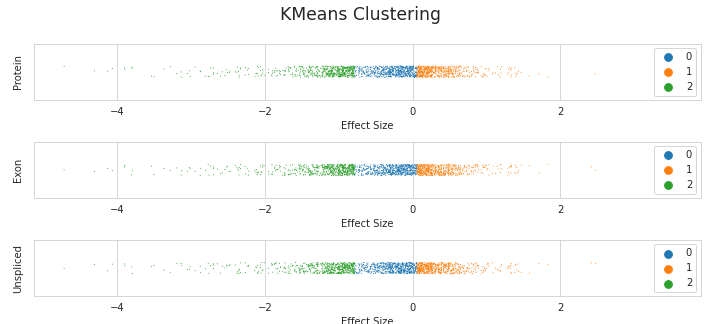 KMeans Clustering
Protein
0
1
2
−4 −2 0 2
Effect Size
Exon
0
1
2
−4 −2 0 2
Effect Size
Unspliced
0
1
2
−4 −2 0 2
Effect Size